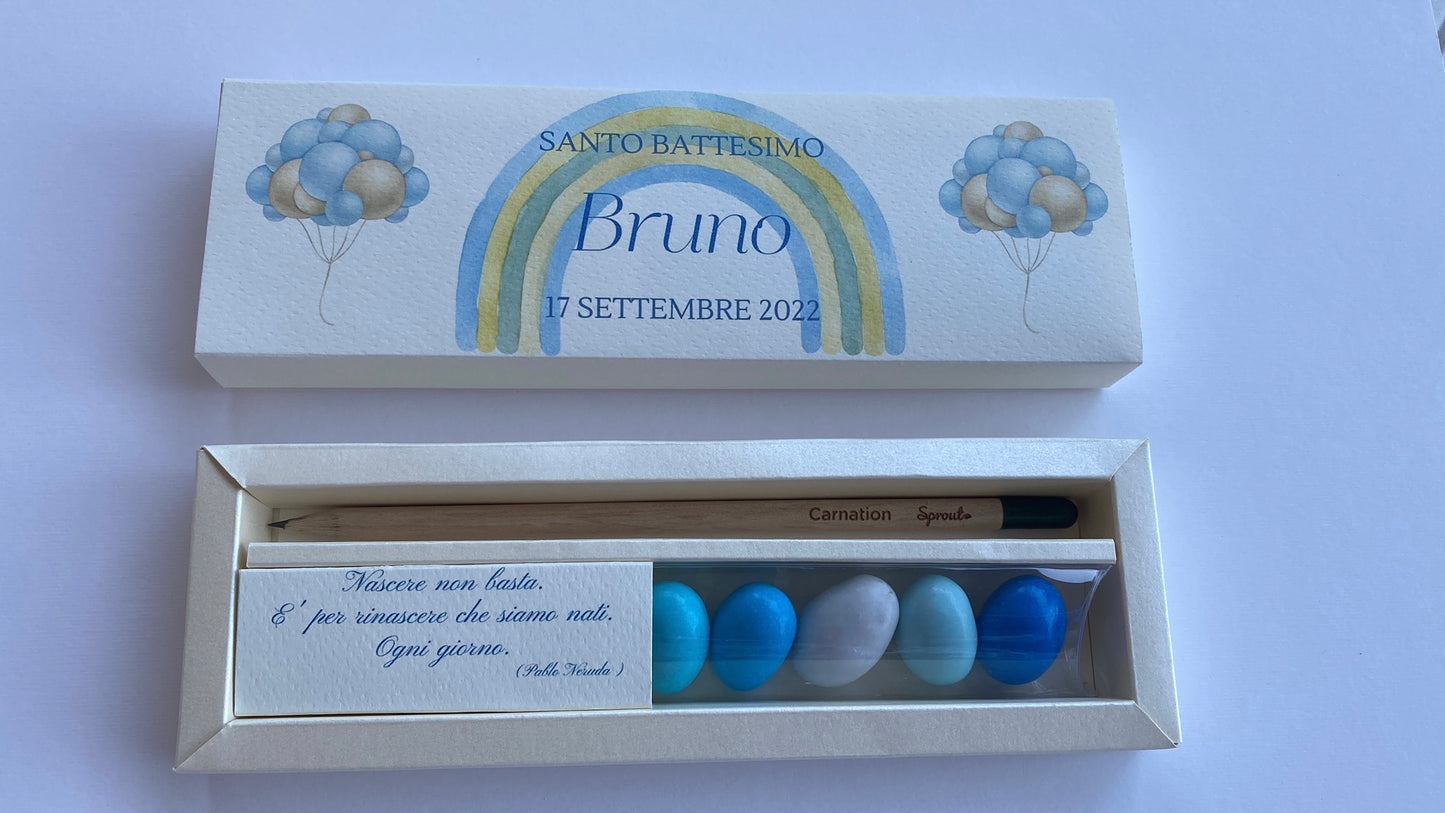 SANTO BATTESIMO
Bruno
17 SETTEMBRE 2022
Carnation Sprout
Nascere non basta.
E' per rinascere che siamo nati.
Ogni giorno.
(Pablo Neruda)